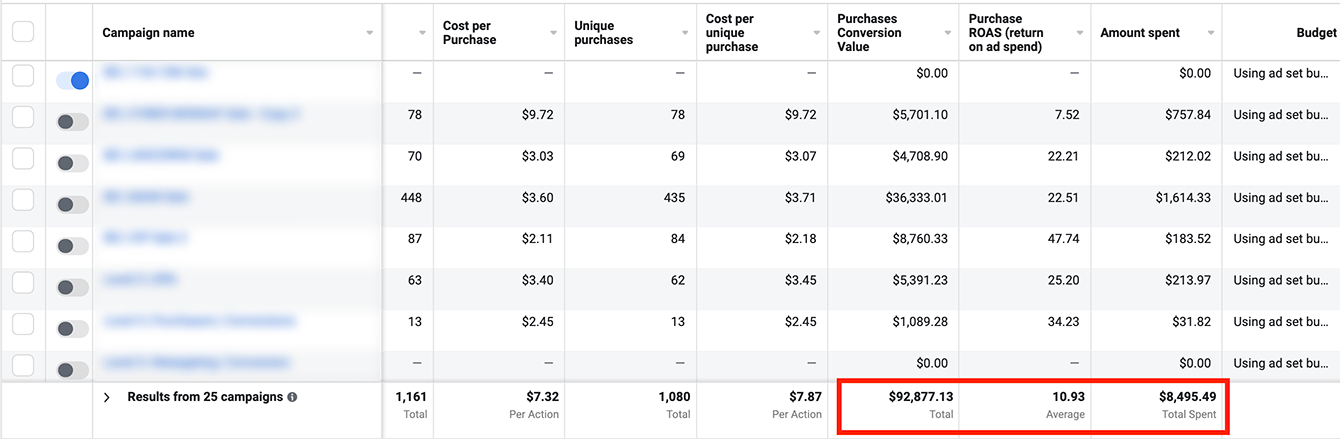 Campaign name
Cost per
Purchase
Unique
purchases
Cost per
unique
purchase
Purchases
Conversion
Value
Purchase
ROAS (return
on ad spend)
Amount spent
Budget
— — — — $0.00 — $0.00 Using ad set bu...
78 $9.72 78 $9.72 $5,701.10 7.52 $757.84 Using ad set bu...
70 $3.03 69 $3.07 $4,708.90 22.21 $212.02 Using ad set bu...
448 $3.60 435 $3.71 $36,333.01 22.51 $1,614.33 Using ad set bu...
87 $2.11 84 $2.18 $8,760.33 47.74 $183.52 Using ad set bu...
63 $3.40 62 $3.45 $5,391.23 25.20 $213.97 Using ad set bu...
13 $2.45 13 $2.45 $1,089.28 34.23 $31.82 Using ad set bu...
— — — — $0.00 — $0.00 Using ad set bu...
Results from 25 campaigns 1,161 $7.32 1,080 $7.87 $92,877.13 10.93 $8,495.49
Total Per Action Total Per Action Total Average Total Spent